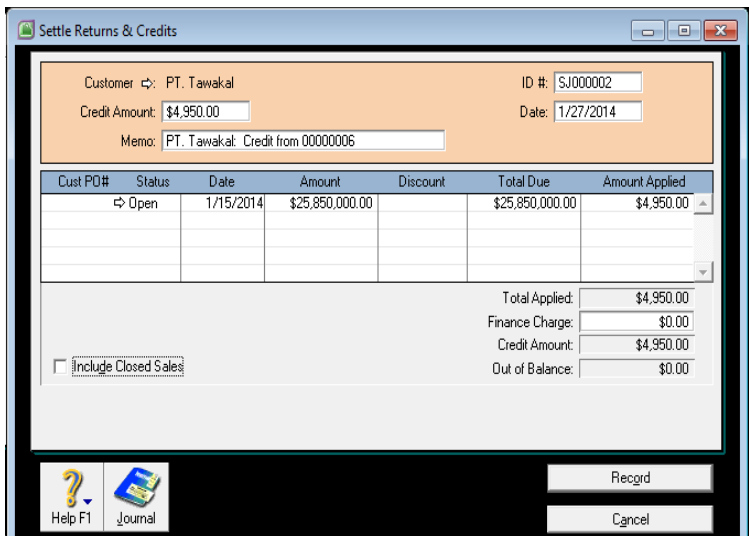 Settle Returns & Credits
Customer ⇨: PT. Tawakal ID #: SJ000002
Credit Amount: $4,950.00 Date: 1/27/2014
Memo: PT. Tawakal: Credit from 00000006
Cust PO# Status Date Amount Discount Total Due Amount Applied
⇨ Open 1/15/2014 $25,850,000.00 $25,850,000.00 $4,950.00
Total Applied: $4,950.00
Finance Charge: $0.00
Credit Amount: $4,950.00
Include Closed Sales Out of Balance: $0.00
Record
Help F1 Journal
Cancel